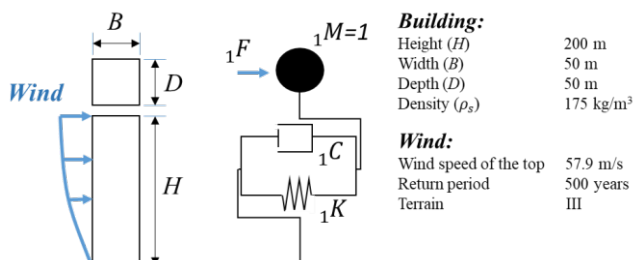 B
D
Wind
H
₁F
₁M=1
₁C
₁K
Building:
Height (H) 200 m
Width (B) 50 m
Depth (D) 50 m
Density (ρₛ) 175 kg/m³
Wind:
Wind speed of the top 57.9 m/s
Return period 500 years
Terrain III